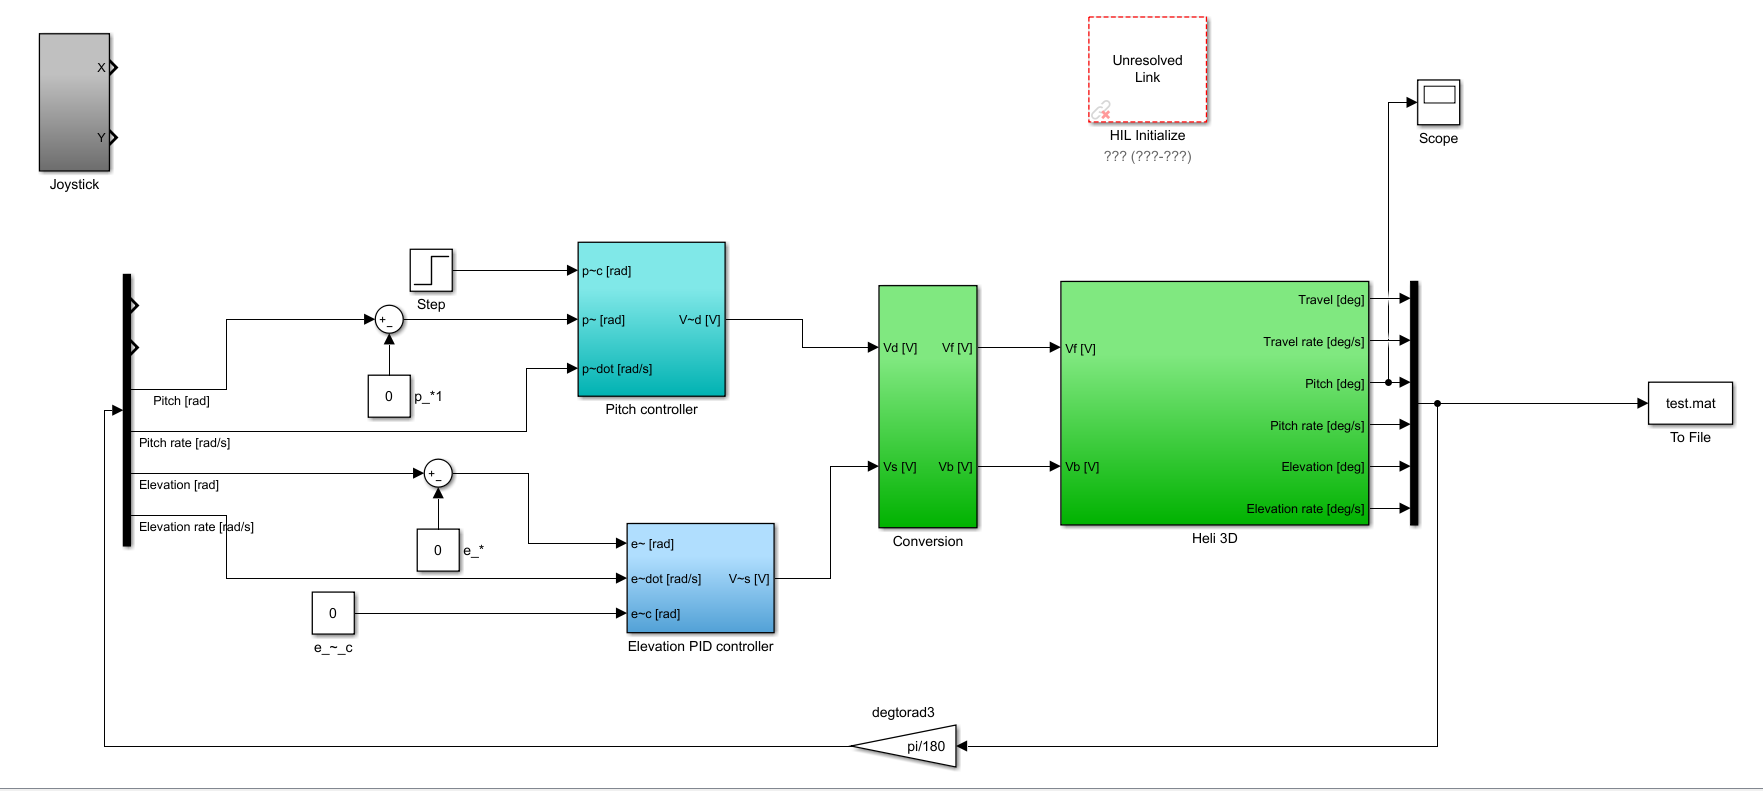 X
Y
Joystick
Unresolved
Link
HIL Initialize
??? (???-???)
Scope
Step
+
_
0
p_*1
p~c [rad]
p~ [rad]
p~dot [rad/s]
V~d [V]
Pitch controller
Pitch [rad]
Pitch rate [rad/s]
Elevation [rad]
Elevation rate [rad/s]
+
_
0
e_*
0
e_~_c
e~ [rad]
e~dot [rad/s]
e~c [rad]
V~s [V]
Elevation PID controller
Vd [V]
Vs [V]
Vf [V]
Vb [V]
Conversion
Vf [V]
Vb [V]
Travel [deg]
Travel rate [deg/s]
Pitch [deg]
Pitch rate [deg/s]
Elevation [deg]
Elevation rate [deg/s]
Heli 3D
test.mat
To File
degtorad3
pi/180